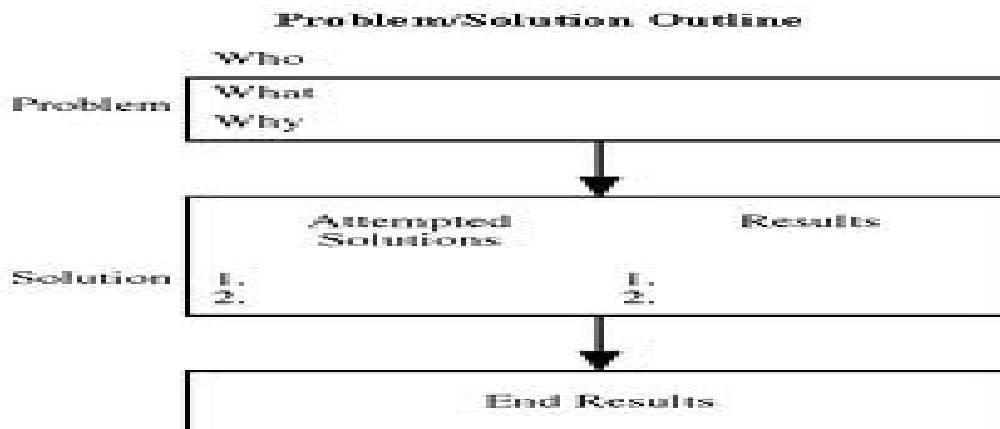 Problem/Solution Outline
Who
Problem
What
Why
Attempted
Solutions
Results
Solution
1.
2.
1.
2.
End Results